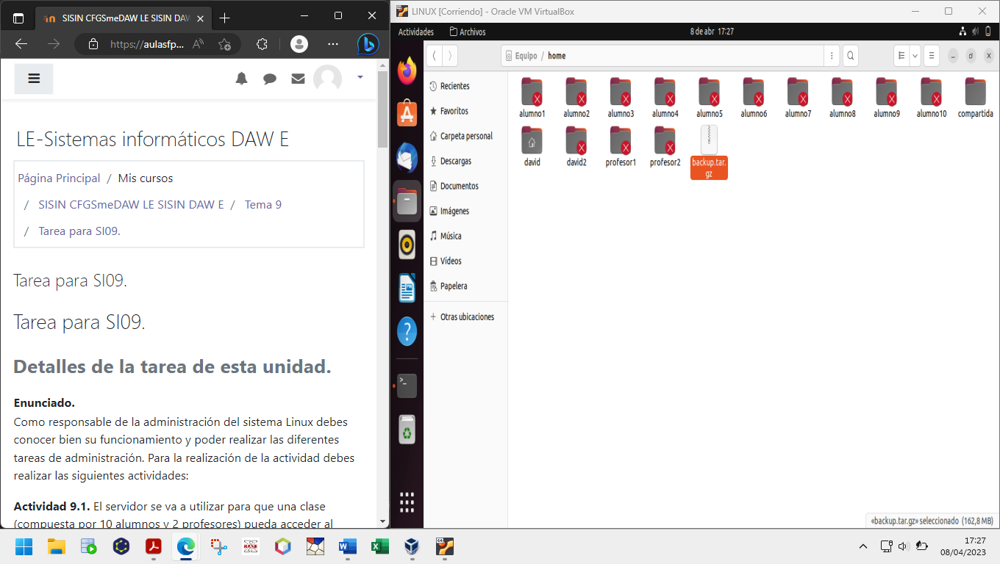 SISIN CFGSmeDAW LE SISIN DAW
https://aulasfp...
LE-Sistemas informáticos DAW E
Página Principal / Mis cursos
/ SISIN CFGSmeDAW LE SISIN DAW E / Tema 9
/ Tarea para SI09.
Tarea para SI09.
Tarea para SI09.
Detalles de la tarea de esta unidad.
Enunciado.
Como responsable de la administración del sistema Linux debes
conocer bien su funcionamiento y poder realizar las diferentes
tareas de administración. Para la realización de la actividad debes
realizar las siguientes actividades:
Actividad 9.1. El servidor se va a utilizar para que una clase
(compuesta por 10 alumnos y 2 profesores) pueda acceder al
LINUX [Corriendo] - Oracle VM VirtualBox
Actividades Archivos 8 de abr 17:27
Equipo / home
Recientes
Favoritos
Carpeta personal
Descargas
Documentos
Imágenes
Música
Vídeos
Papelera
+ Otras ubicaciones
alumno1 alumno2 alumno3 alumno4 alumno5 alumno6 alumno7 alumno8 alumno9 alumno10 compartida
david david2 profesor1 profesor2 backup.tar.
gz
«backup.tar.gz» seleccionado (162,8 MB)
17:27
08/04/2023